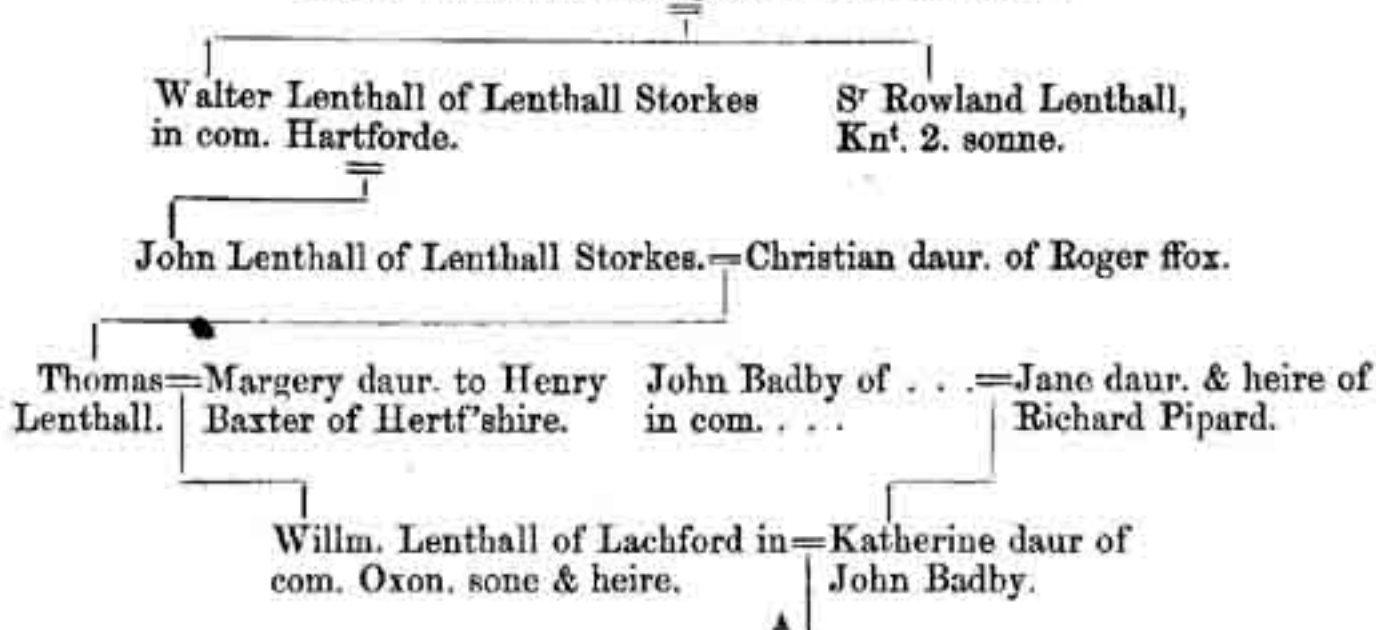 Walter Lenthall of Lenthall Storkes
in com. Hartforde.
Sʳ Rowland Lenthall,
Knᵗ. 2. sonne.
John Lenthall of Lenthall Storkes.=Christian daur. of Roger ffox.
Thomas=Margery daur. to Henry
Lenthall. Baxter of Hertf'shire.
John Badby of . . .=Jane daur. & heire of
in com. . . . Richard Pipard.
Willm. Lenthall of Lachford in=Katherine daur of
com. Oxon. sone & heire. John Badby.